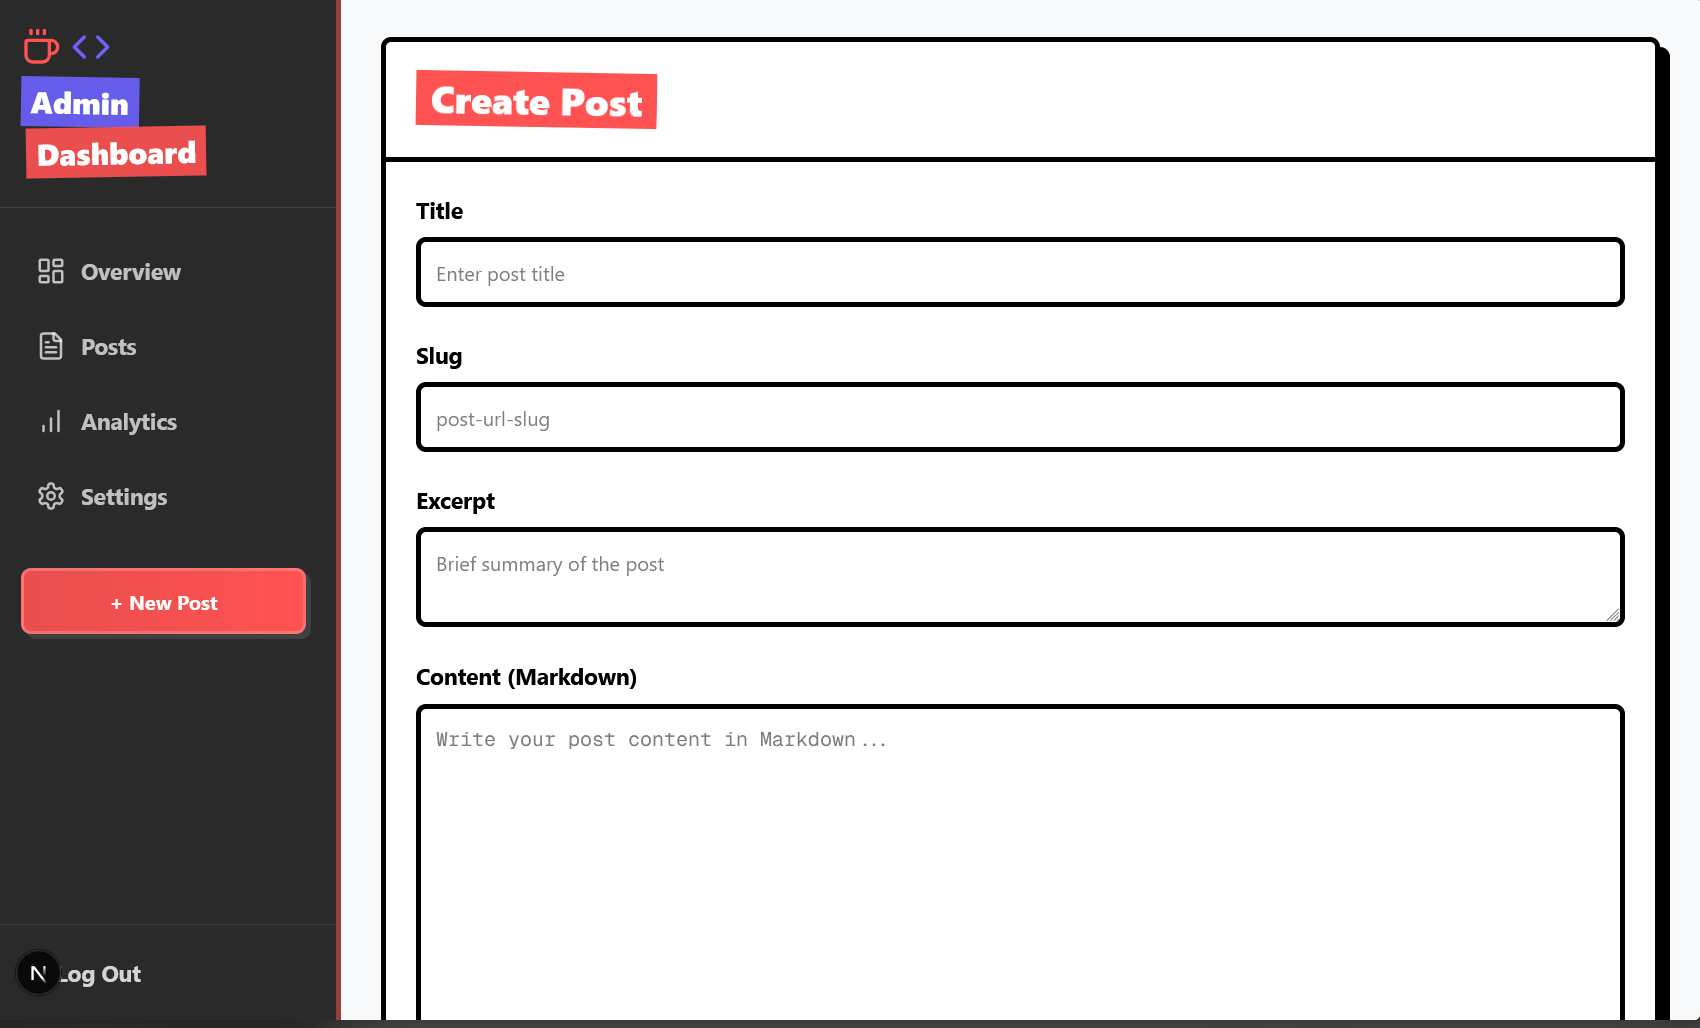 Admin
Dashboard
Overview
Posts
Analytics
Settings
+ New Post
N
Log Out
Create Post
Title
Enter post title
Slug
post-url-slug
Excerpt
Brief summary of the post
Content (Markdown)
Write your post content in Markdown...